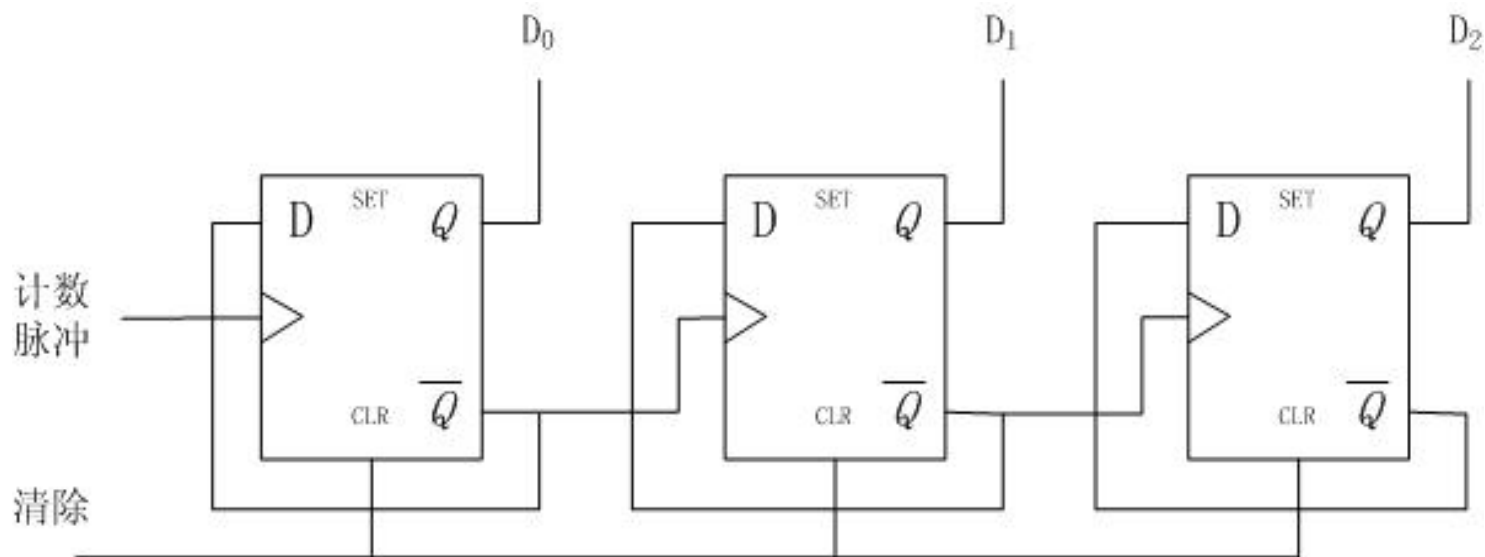 D₀ D₁ D₂
SET SET SET
D Q D Q D Q
计数
脉冲
CLR Q̅ CLR Q̅ CLR Q̅
清除